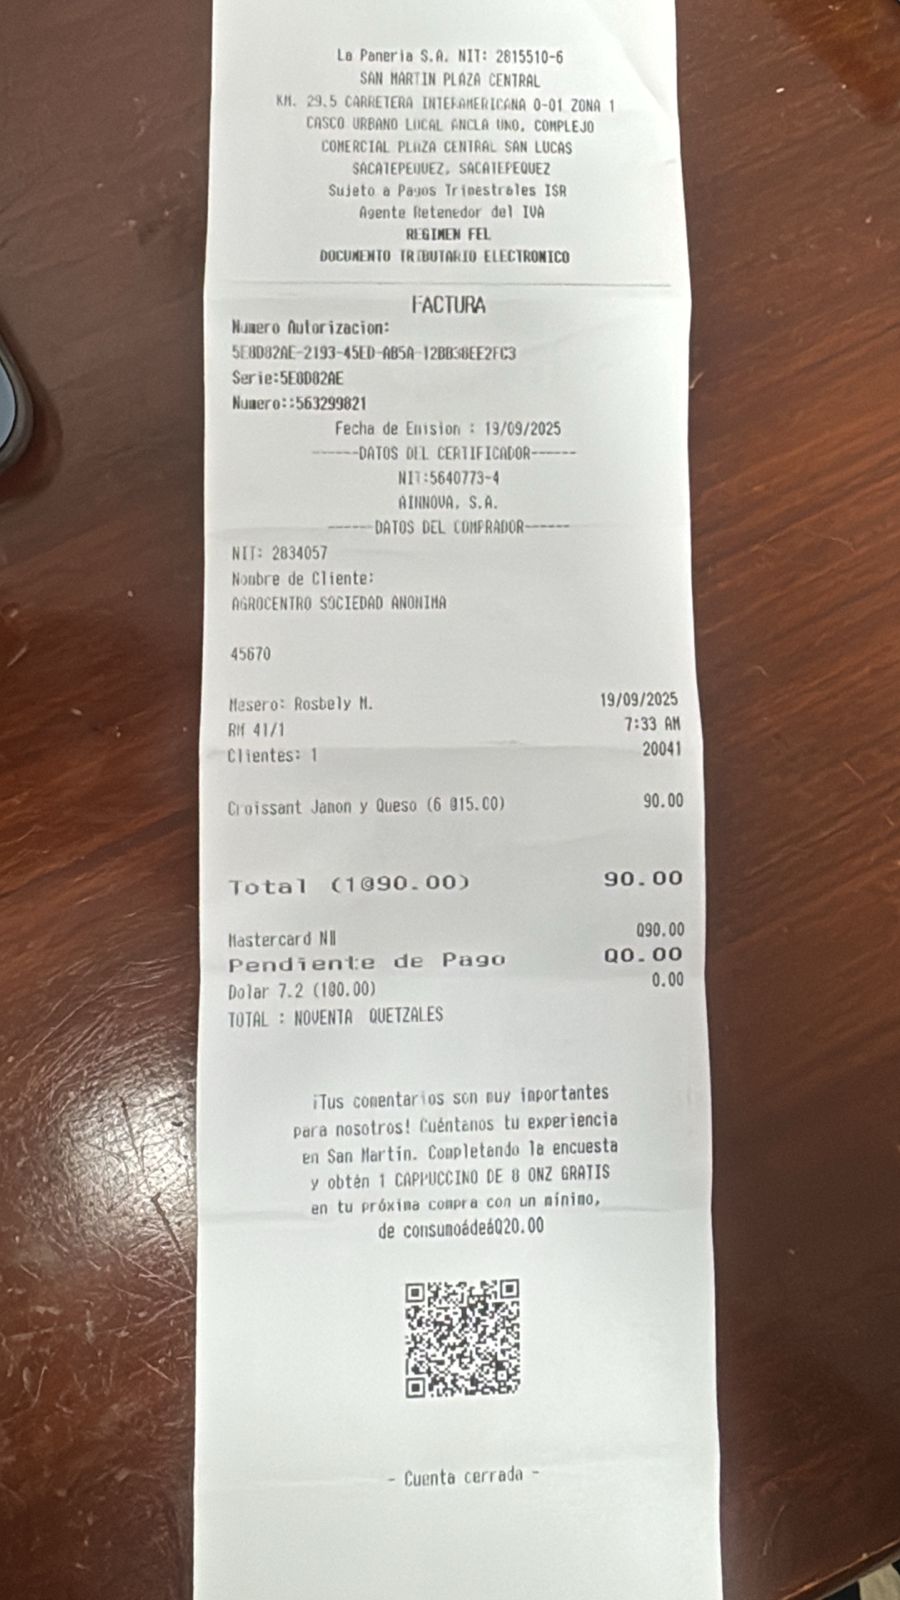 La Paneria S.A. NIT: 2815510-6
SAN MARTIN PLAZA CENTRAL
KM. 29.5 CARRETERA INTERAMERICANA 0-01 ZONA 1
CASCO URBANO LOCAL ANCLA UNO, COMPLEJO
COMERCIAL PLAZA CENTRAL SAN LUCAS
SACATEPEQUEZ, SACATEPEQUEZ
Sujeto a Pagos Trimestrales ISR
Agente Retenedor del IVA
REGIMEN FEL
DOCUMENTO TRIBUTARIO ELECTRONICO
FACTURA
Numero Autorizacion:
5E8D82AE-2193-45ED-AB5A-12BB38EE2FC3
Serie:5E8D82AE
Numero::563299821
Fecha de Emision : 19/09/2025
------DATOS DEL CERTIFICADOR------
NIT:5640773-4
AINNOVA, S.A.
------DATOS DEL COMPRADOR------
NIT: 2834057
Nombre de Cliente:
AGROCENTRO SOCIEDAD ANONIMA
45670
Mesero: Rosbely M. 19/09/2025
RM 41/1 7:33 AM
Clientes: 1 20041
Croissant Jamon y Queso (6 @15.00) 90.00
Total (1@90.00) 90.00
Mastercard Q90.00
Pendiente de Pago Q0.00
Dolar 7.2 (100.00) 0.00
TOTAL : NOVENTA QUETZALES
¡Tus comentarios son muy importantes
para nosotros! Cuéntanos tu experiencia
en San Martin. Completando la encuesta
y obtén 1 CAPPUCCINO DE 8 ONZ GRATIS
en tu próxima compra con un mínimo,
de consumoádeáQ20.00
- Cuenta cerrada -